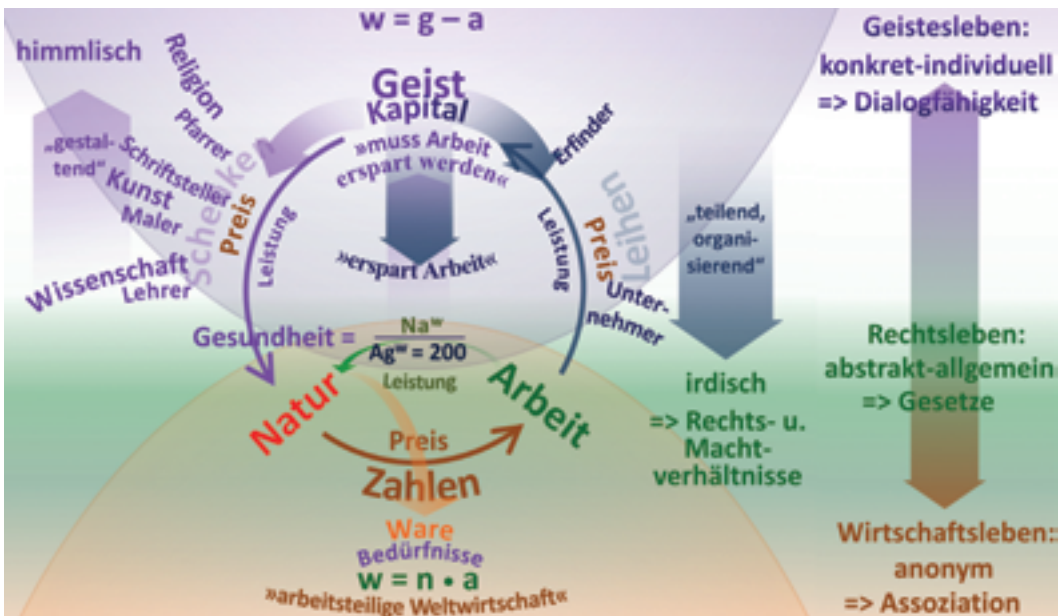 w = g – a
himmlisch
Religion
Pfarrer
Geist
Kapital
»muss Arbeit
erspart werden«
Erfinder
„gestal-
tend“
Schriftsteller
Kunst
Maler
Schenken
Preis
Leistung
Wissenschaft
Lehrer
»erspart Arbeit«
Leistung
Preis
Leihen
Unter-
nehmer
„teilend,
organi-
sierend“
Gesundheit =
Naʷ
Agʷ = 200
Leistung
Natur
Arbeit
Preis
Zahlen
Ware
Bedürfnisse
w = n • a
»arbeitsteilige Weltwirtschaft«
irdisch
=> Rechts- u.
Macht-
verhältnisse
Geistesleben:
konkret-individuell
=> Dialogfähigkeit
Rechtsleben:
abstrakt-allgemein
=> Gesetze
Wirtschaftsleben::
anonym
=> Assoziation